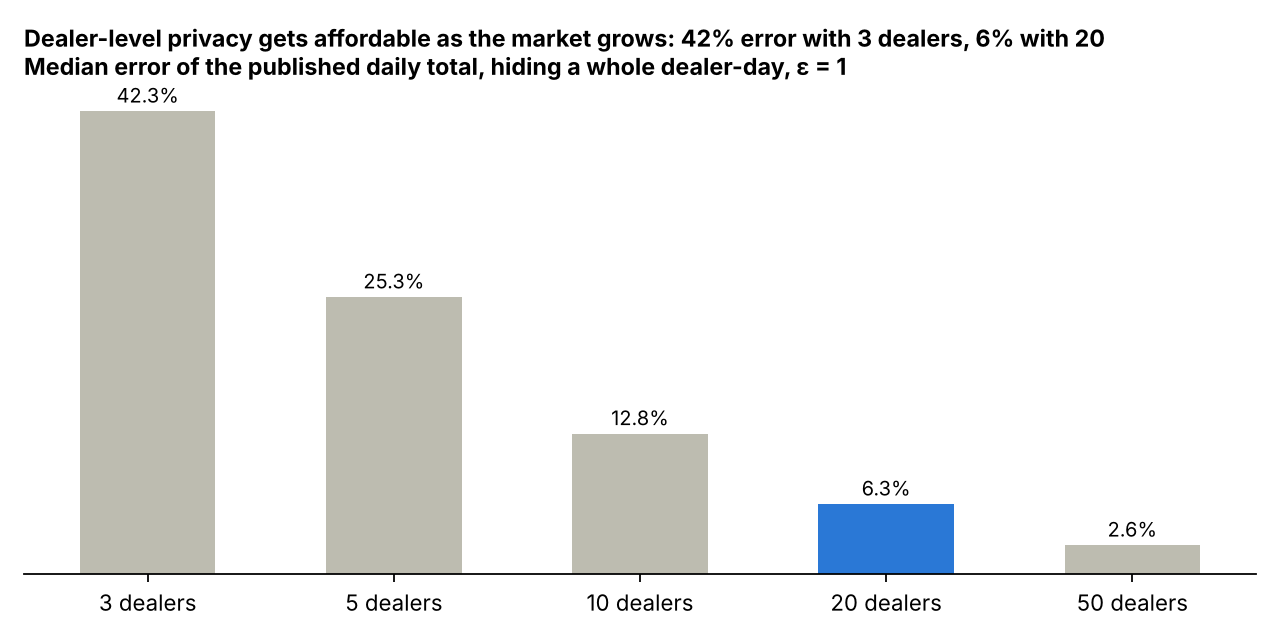 Dealer-level privacy gets affordable as the market grows: 42% error with 3 dealers, 6% with 20
Median error of the published daily total, hiding a whole dealer-day, ε = 1
42.3%
25.3%
12.8%
6.3%
2.6%
3 dealers
5 dealers
10 dealers
20 dealers
50 dealers